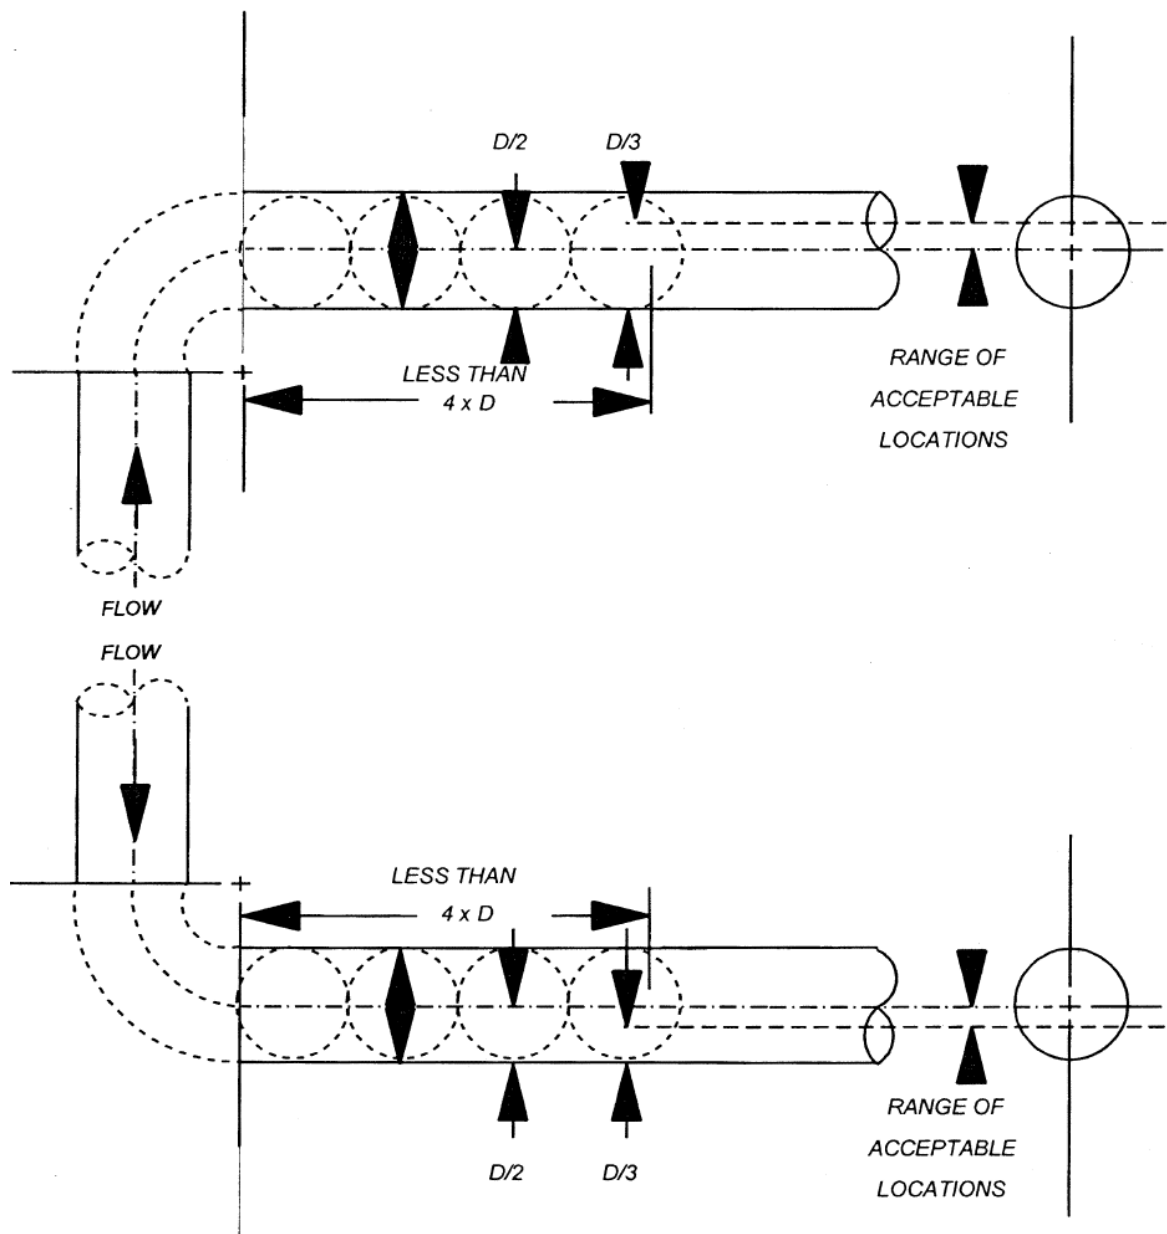 D/2
D/3
LESS THAN
4 x D
RANGE OF
ACCEPTABLE
LOCATIONS
FLOW
FLOW
LESS THAN
4 x D
RANGE OF
ACCEPTABLE
LOCATIONS
D/2
D/3